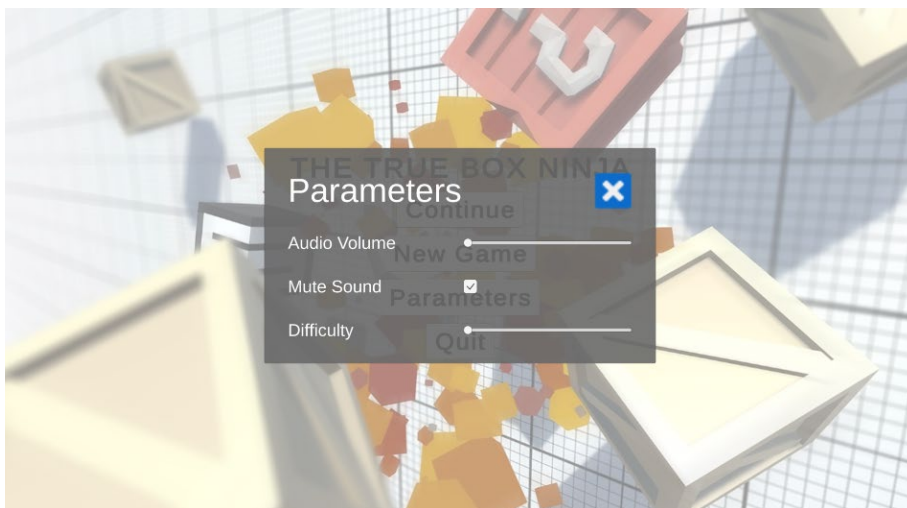 THE TRUE BOX NINJA
Parameters
Continue
Audio Volume
New Game
Mute Sound
Parameters
Difficulty
Quit